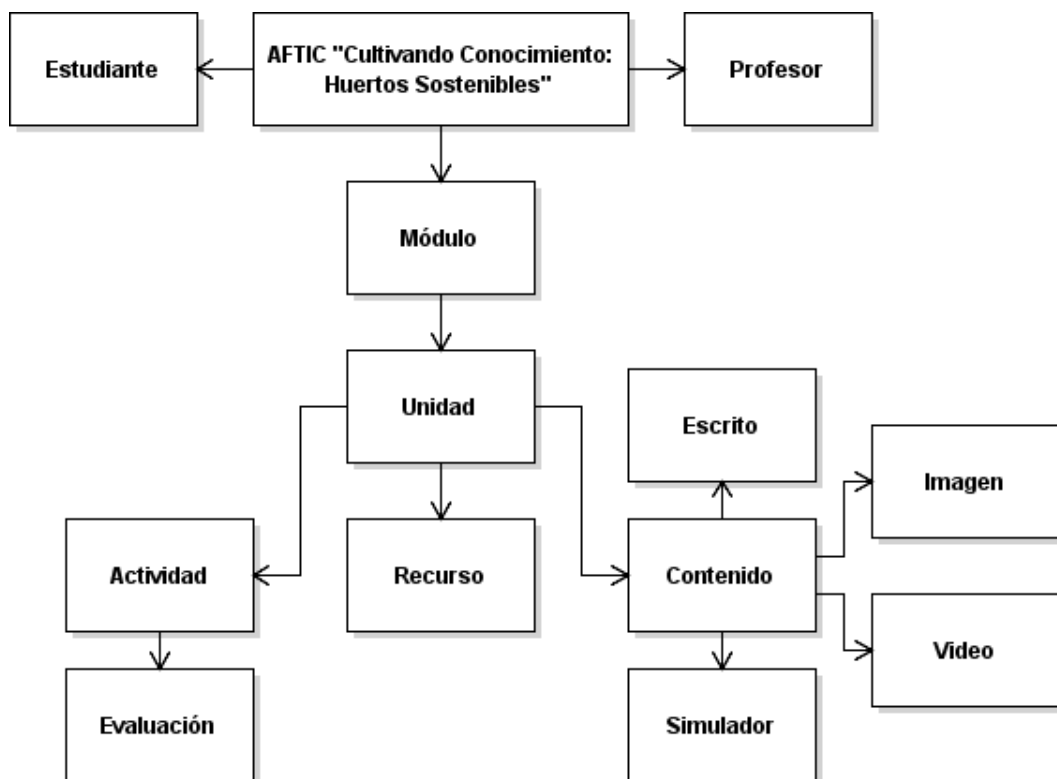 Estudiante
AFTIC "Cultivando Conocimiento:
Huertos Sostenibles"
Profesor
Módulo
Unidad
Escrito
Imagen
Actividad
Recurso
Contenido
Video
Evaluación
Simulador